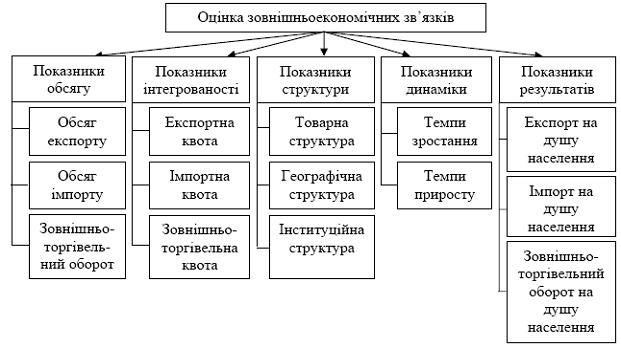 Оцінка зовнішньоекономічних зв’язків
Показники
обсягу
Обсяг
експорту
Обсяг
імпорту
Зовнішньо-
торгівель-
ний оборот
Показники
інтегрованості
Експортна
квота
Імпортна
квота
Зовнішньо-
торгівельна
квота
Показники
структури
Товарна
структура
Географічна
структура
Інституційна
структура
Показники
динаміки
Темпи
зростання
Темпи
приросту
Показники
результатів
Експорт на
душу
населення
Імпорт на
душу
населення
Зовнішньо-
торгівельний
оборот на
душу
населення